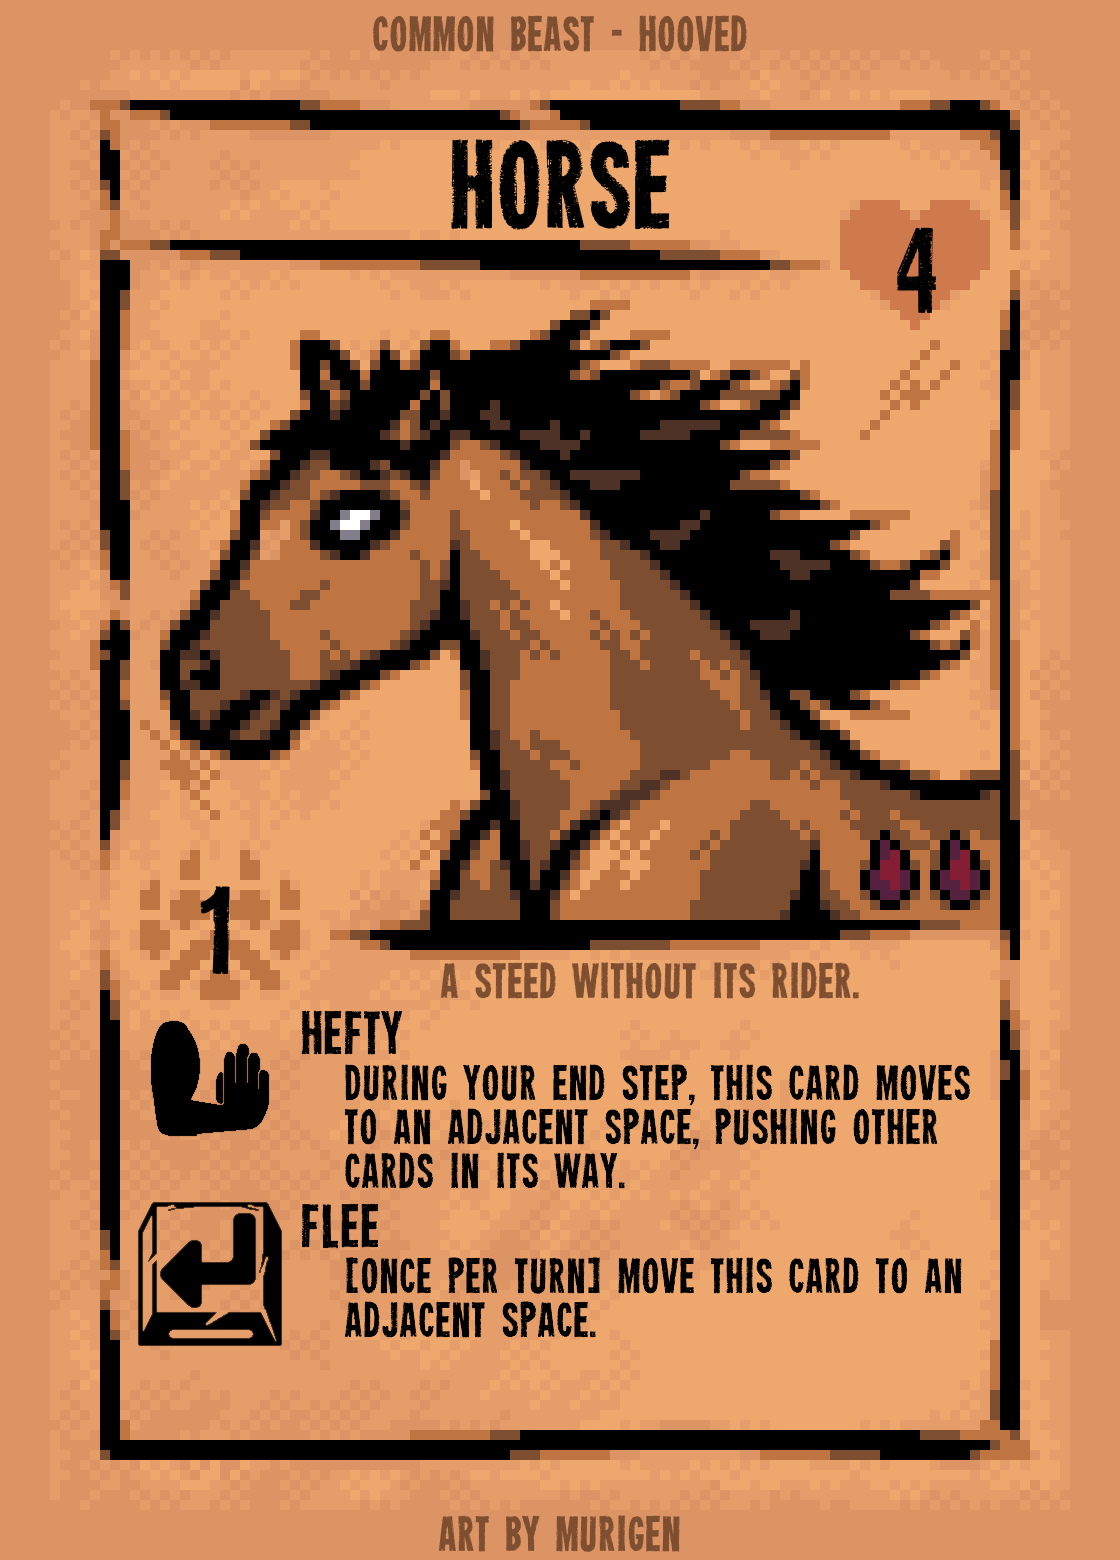 COMMON BEAST - HOOVED
HORSE
4
1
A STEED WITHOUT ITS RIDER.
HEFTY
DURING YOUR END STEP, THIS CARD MOVES
TO AN ADJACENT SPACE, PUSHING OTHER
CARDS IN ITS WAY.
FLEE
[ONCE PER TURN] MOVE THIS CARD TO AN
ADJACENT SPACE.
ART BY MURIGEN